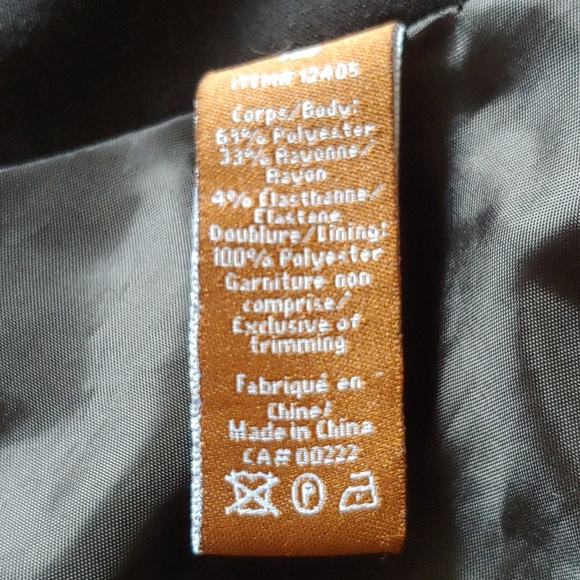 ITEM# 12405
Corps/Body:
63% Polyester
33% Rayonne/
Rayon
4% Élasthanne/
Elastane
Doublure/Lining:
100% Polyester
Garniture non
comprise/
Exclusive of
trimming
Fabriqué en
Chine/
Made in China
CA# 00222
P